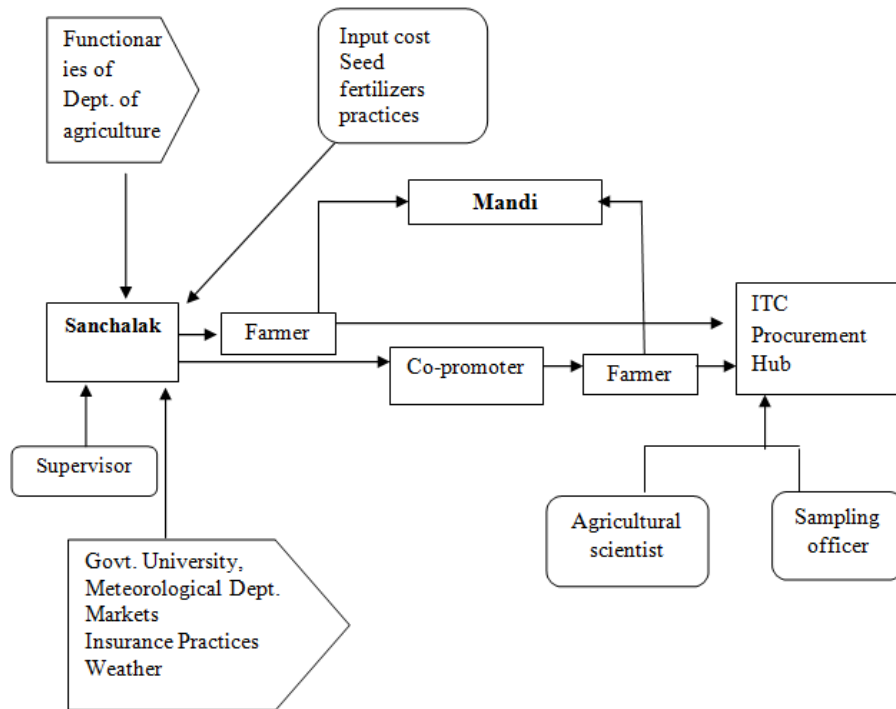 Functionar
ies of
Dept. of
agriculture
Input cost
Seed
fertilizers
practices
Mandi
Sanchalak
Farmer
ITC
Procurement
Hub
Co-promoter
Farmer
Supervisor
Agricultural
scientist
Sampling
officer
Govt. University,
Meteorological Dept.
Markets
Insurance Practices
Weather